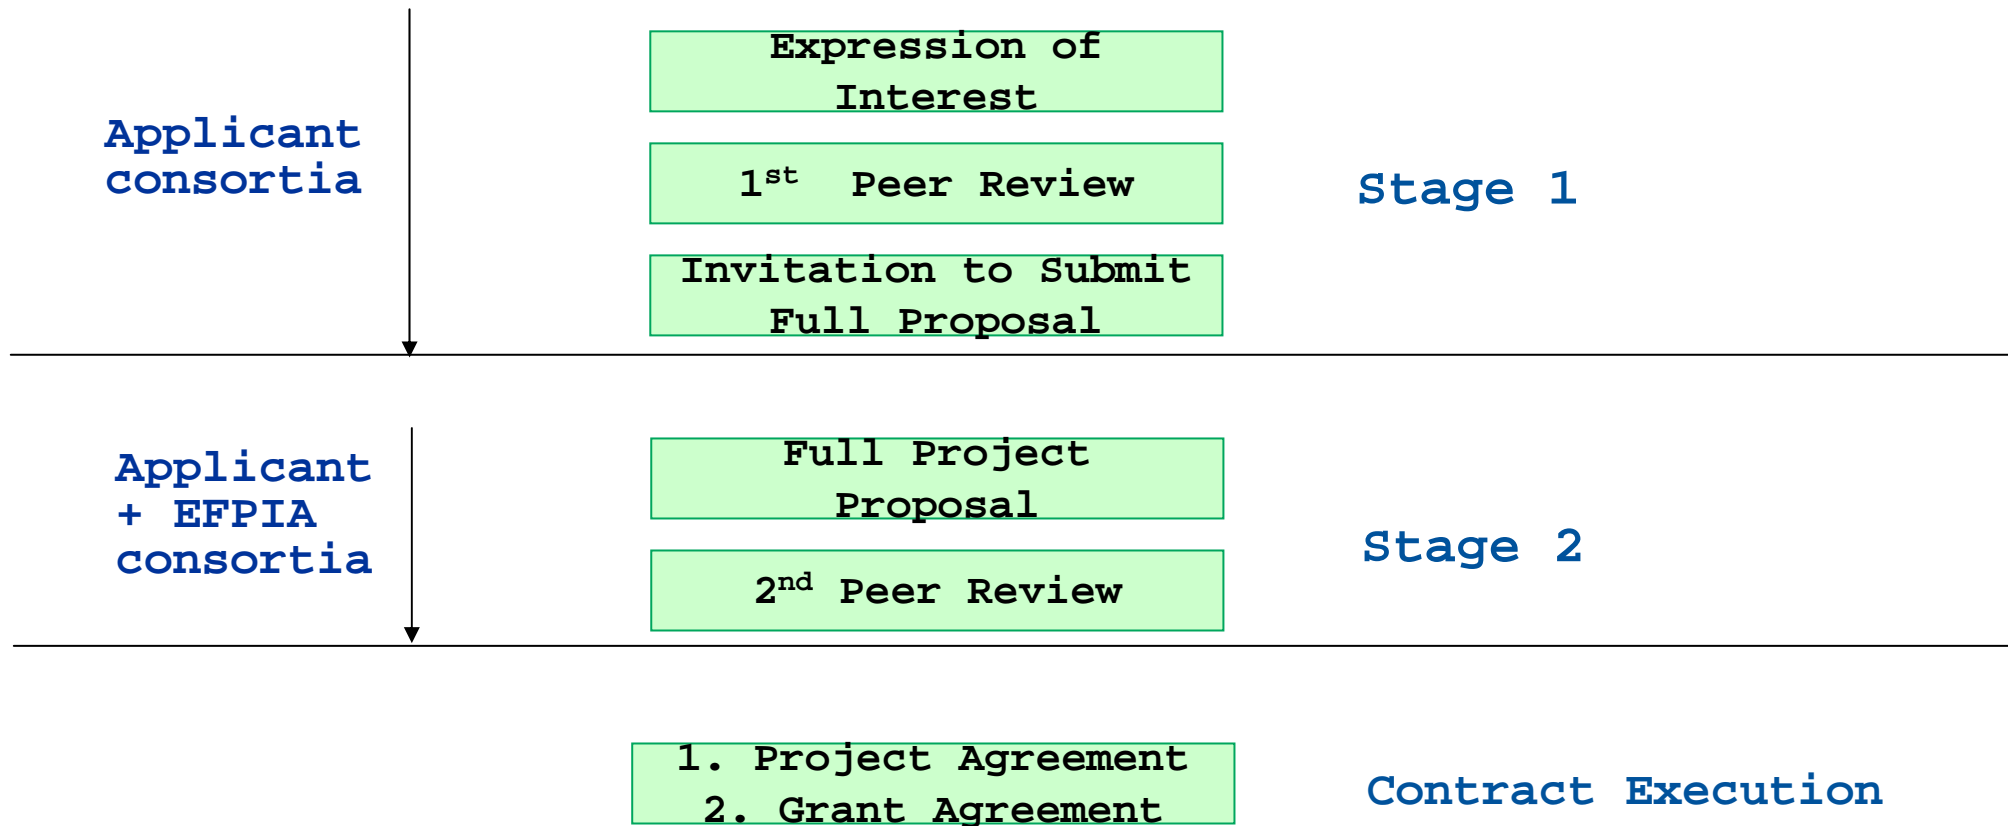 Applicant
consortia
Expression of
Interest
1st Peer Review
Invitation to Submit
Full Proposal
Stage 1
Applicant
+ EFPIA
consortia
Full Project
Proposal
2nd Peer Review
Stage 2
1. Project Agreement
2. Grant Agreement
Contract Execution